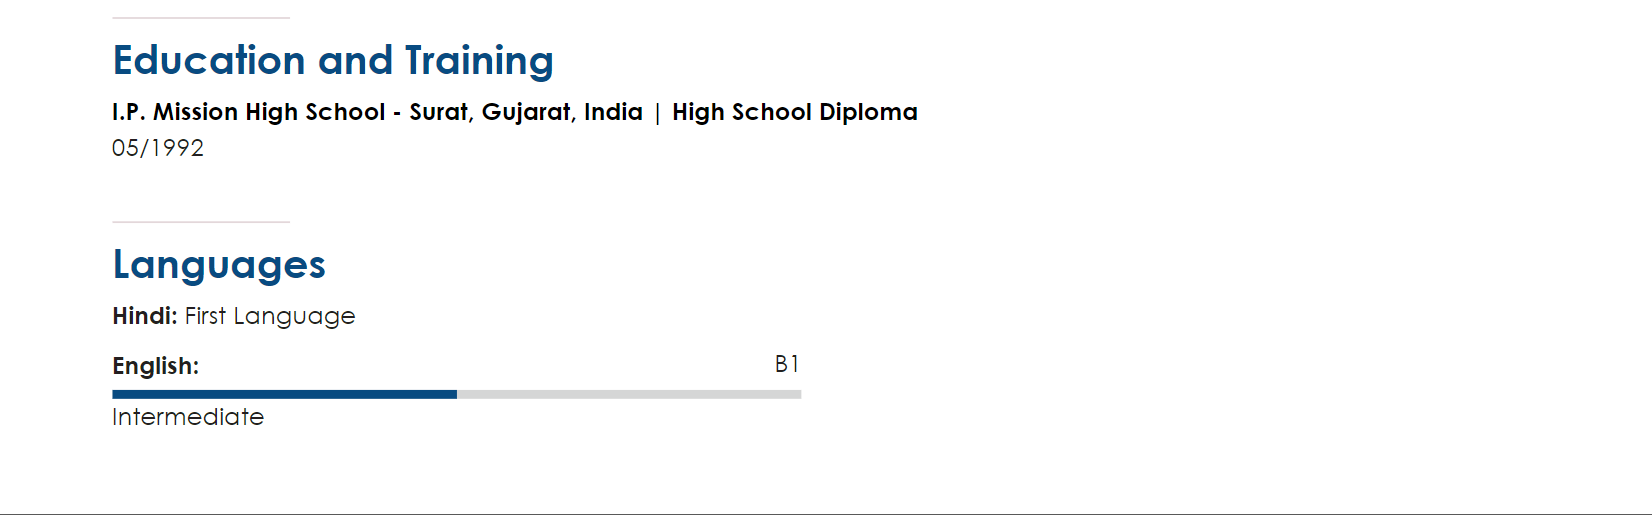 Education and Training
I.P. Mission High School - Surat, Gujarat, India | High School Diploma
05/1992
Languages
Hindi: First Language
English: B1
Intermediate